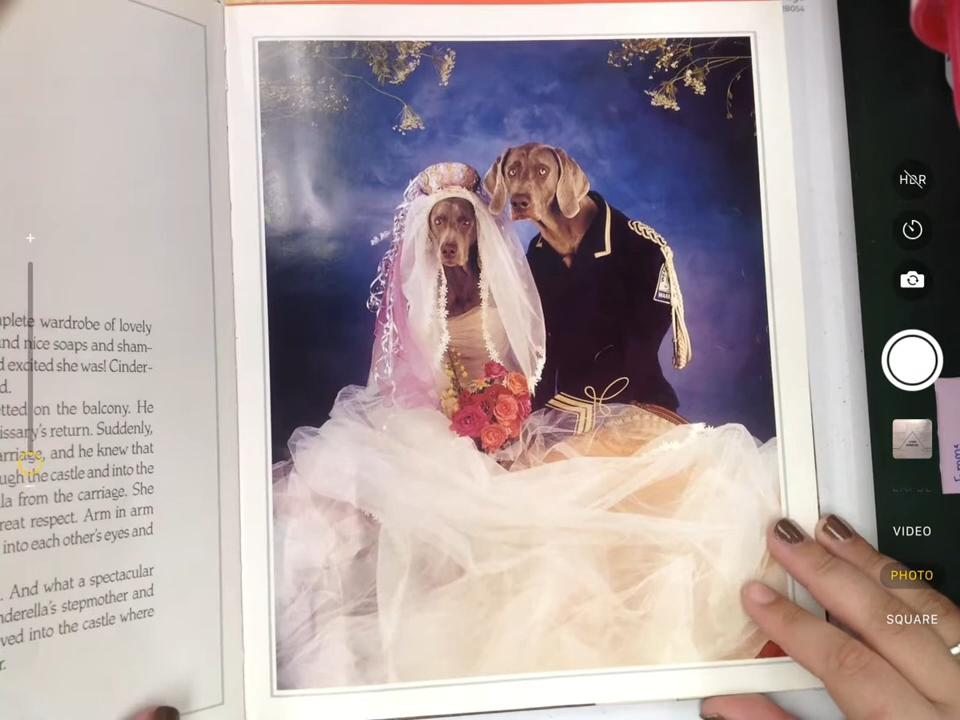 plete wardrobe of lovely
nd nice soaps and sham-
d excited she was! Cinder-
d.
tted on the balcony. He
issary's return. Suddenly,
arriage, and he knew that
ugh the castle and into the
la from the carriage. She
reat respect. Arm in arm
into each other's eyes and
. And what a spectacular
nderella's stepmother and
ved into the castle where
r.
HDR
VIDEO
PHOTO
SQUARE